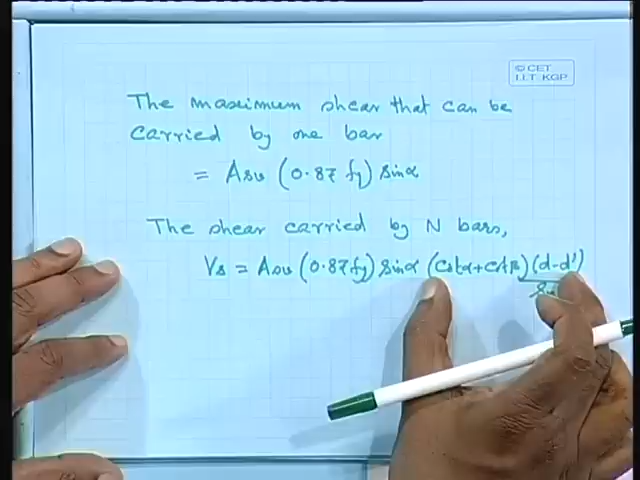 © CET
I.I.T. KGP
The maximum shear that can be
carried by one bar
= Asv (0.87 fy) sinα
The shear carried by N bars,
Vs = Asv (0.87 fy) sinα (cotα+cotβ) (d-d')